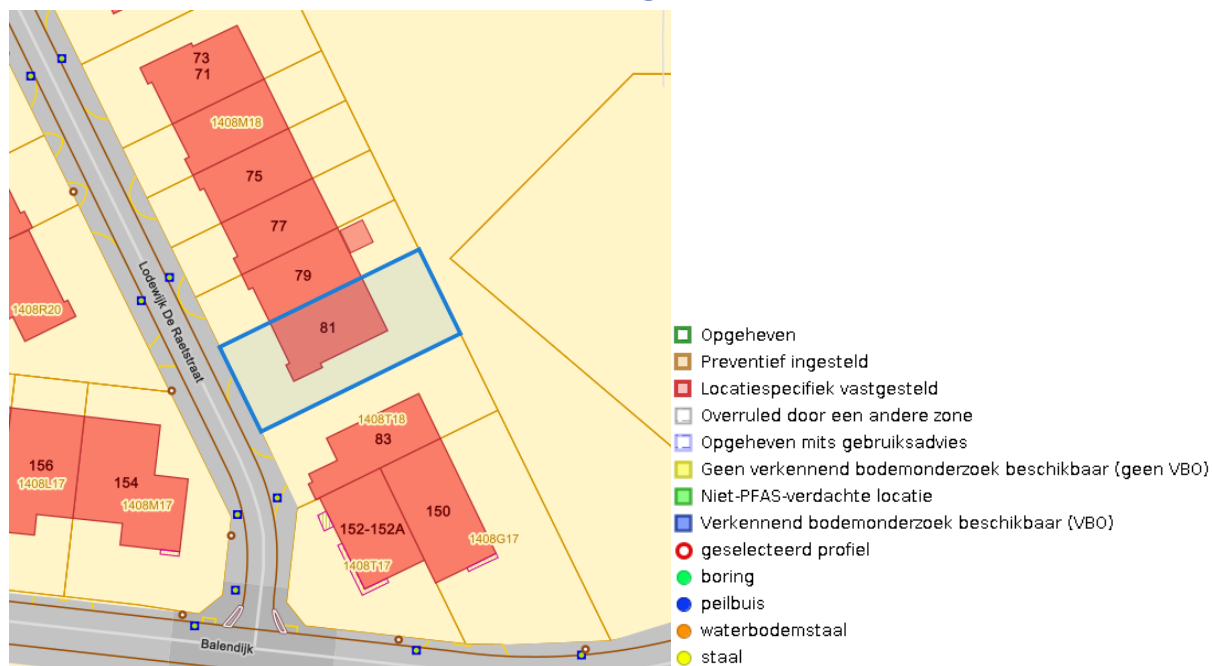 73
71
1408M18
75
77
79
81
Lodewijk De Raetstraat
1408R20
1408T18
83
156
1408L17
154
1408M17
152-152A
150
1408G17
1408T17
Balendijk
Opgeheven
Preventief ingesteld
Locatiespecifiek vastgesteld
Overruled door een andere zone
Opgeheven mits gebruiksadvies
Geen verkennend bodemonderzoek beschikbaar (geen VBO)
Niet-PFAS-verdachte locatie
Verkennend bodemonderzoek beschikbaar (VBO)
geselecteerd profiel
boring
peilbuis
waterbodemstaal
staal